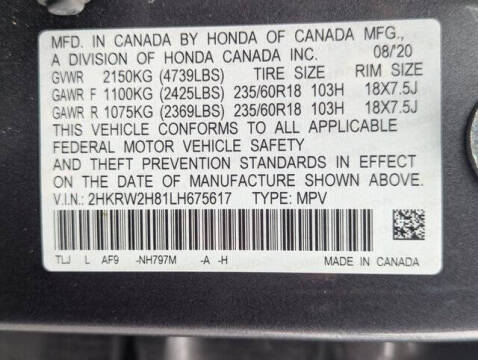 MFD. IN CANADA BY HONDA OF CANADA MFG.,
A DIVISION OF HONDA CANADA INC. 08/20
GVWR 2150KG (4739LBS) TIRE SIZE RIM SIZE
GAWR F 1100KG (2425LBS) 235/60R18 103H 18X7.5J
GAWR R 1075KG (2369LBS) 235/60R18 103H 18X7.5J
THIS VEHICLE CONFORMS TO ALL APPLICABLE
FEDERAL MOTOR VEHICLE SAFETY
AND THEFT PREVENTION STANDARDS IN EFFECT
ON THE DATE OF MANUFACTURE SHOWN ABOVE.
V.I.N.: 2HKRW2H81LH675617 TYPE: MPV
TLJ L AF9 -NH797M -A -H MADE IN CANADA